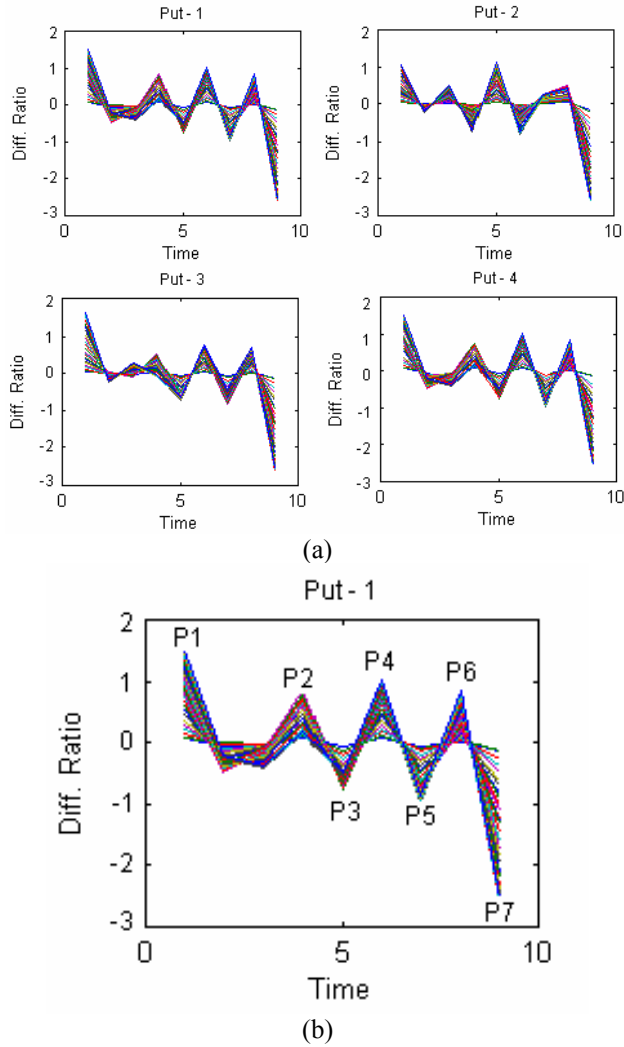 Put - 1
Diff. Ratio
2
1
0
-1
-2
-3
0
5
10
Time
Put - 2
Diff. Ratio
2
1
0
-1
-2
-3
0
5
10
Time
Put - 3
Diff. Ratio
2
1
0
-1
-2
-3
0
5
10
Time
Put - 4
Diff. Ratio
2
1
0
-1
-2
-3
0
5
10
Time
(a)
Put - 1
Diff. Ratio
2
1
0
-1
-2
-3
P1
P2
P4
P6
P3
P5
P7
0
5
10
Time
(b)